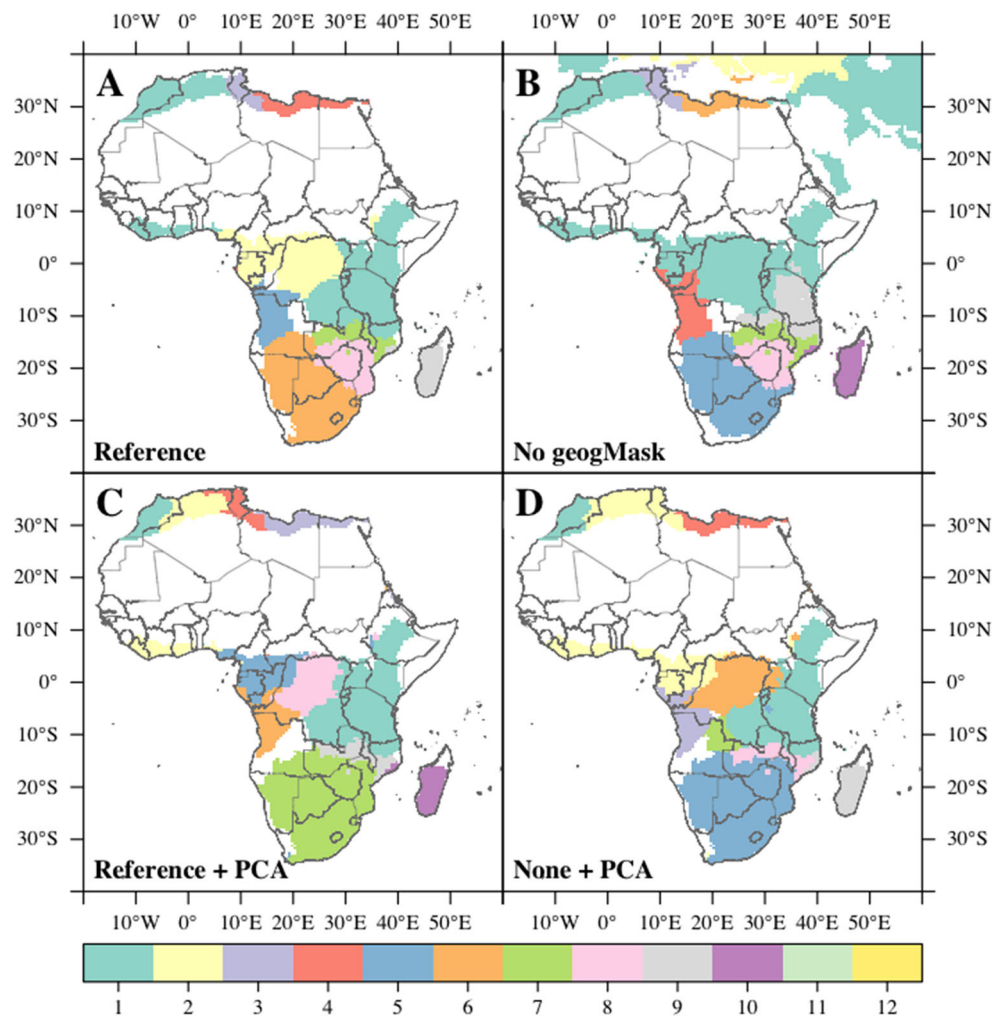 10°W 0° 10°E 20°E 30°E 40°E 50°E 10°W 0° 10°E 20°E 30°E 40°E 50°E
A B
30°N 30°N
20°N 20°N
10°N 10°N
0° 0°
10°S 10°S
20°S 20°S
30°S 30°S
Reference No geogMask
C D
30°N 30°N
20°N 20°N
10°N 10°N
0° 0°
10°S 10°S
20°S 20°S
30°S 30°S
Reference + PCA None + PCA
10°W 0° 10°E 20°E 30°E 40°E 50°E 10°W 0° 10°E 20°E 30°E 40°E 50°E
1 2 3 4 5 6 7 8 9 10 11 12